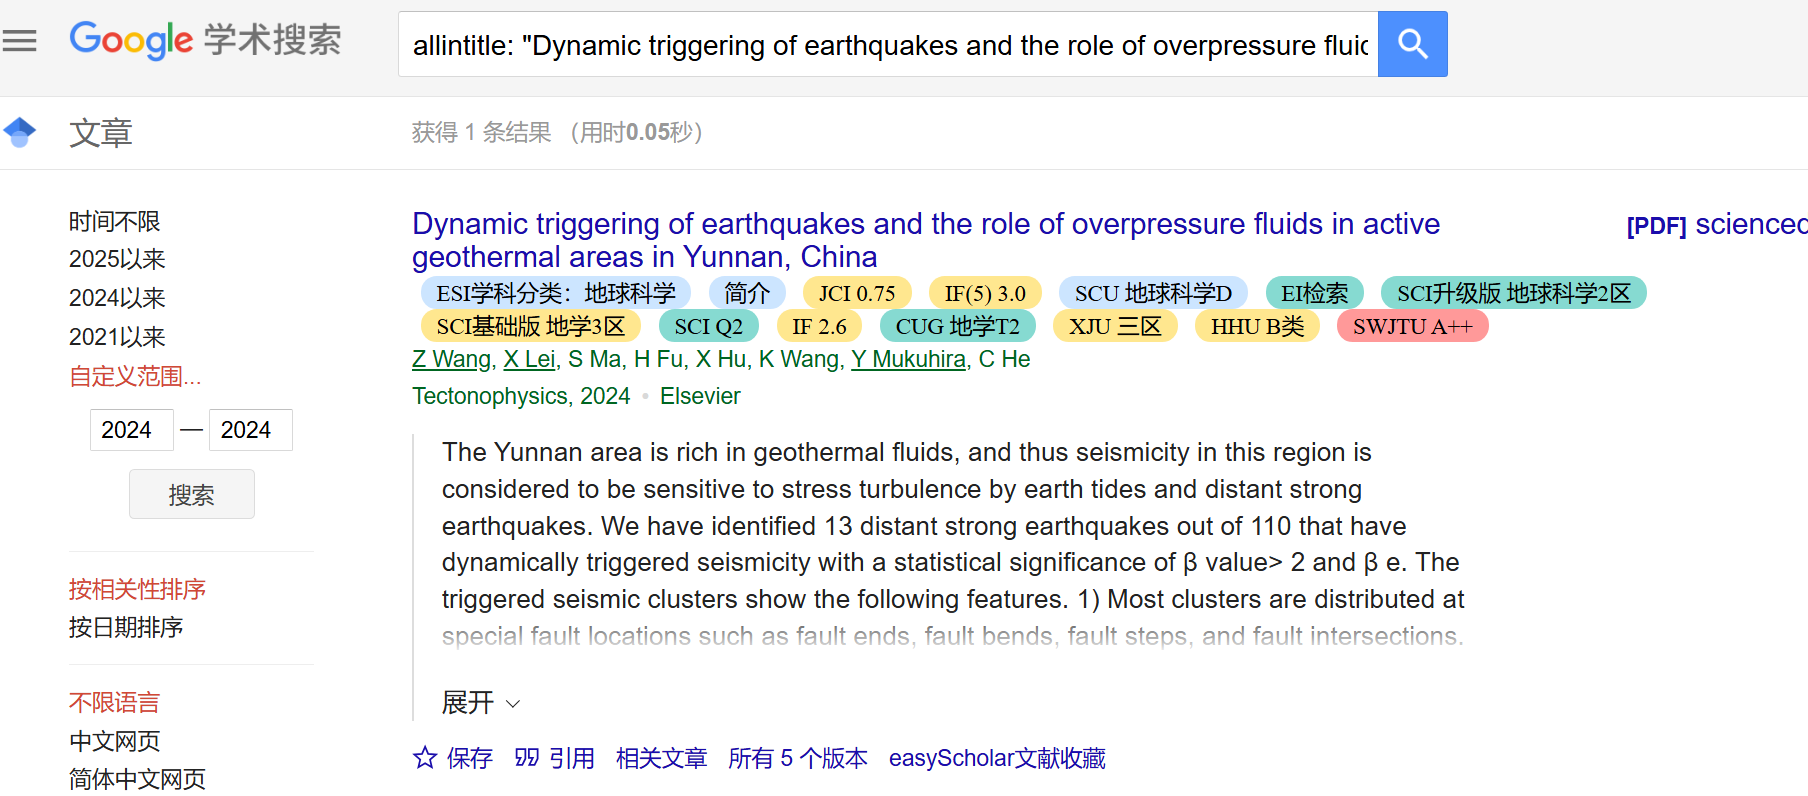 Google 学术搜索
allintitle: "Dynamic triggering of earthquakes and the role of overpressure fluid
文章
获得 1 条结果 （用时0.05秒）
时间不限
2025以来
2024以来
2021以来
自定义范围...
2024 — 2024
搜索
按相关性排序
按日期排序
不限语言
中文网页
简体中文网页
Dynamic triggering of earthquakes and the role of overpressure fluids in active
geothermal areas in Yunnan, China
[PDF] scienced
ESI学科分类：地球科学 简介 JCI 0.75 IF(5) 3.0 SCU 地球科学D EI检索 SCI升级版 地球科学2区
SCI基础版 地学3区 SCI Q2 IF 2.6 CUG 地学T2 XJU 三区 HHU B类 SWJTU A++
Z Wang, X Lei, S Ma, H Fu, X Hu, K Wang, Y Mukuhira, C He
Tectonophysics, 2024 • Elsevier
The Yunnan area is rich in geothermal fluids, and thus seismicity in this region is
considered to be sensitive to stress turbulence by earth tides and distant strong
earthquakes. We have identified 13 distant strong earthquakes out of 110 that have
dynamically triggered seismicity with a statistical significance of β value> 2 and β e. The
triggered seismic clusters show the following features. 1) Most clusters are distributed at
special fault locations such as fault ends, fault bends, fault steps, and fault intersections.
展开
保存 引用 相关文章 所有 5 个版本 easyScholar文献收藏